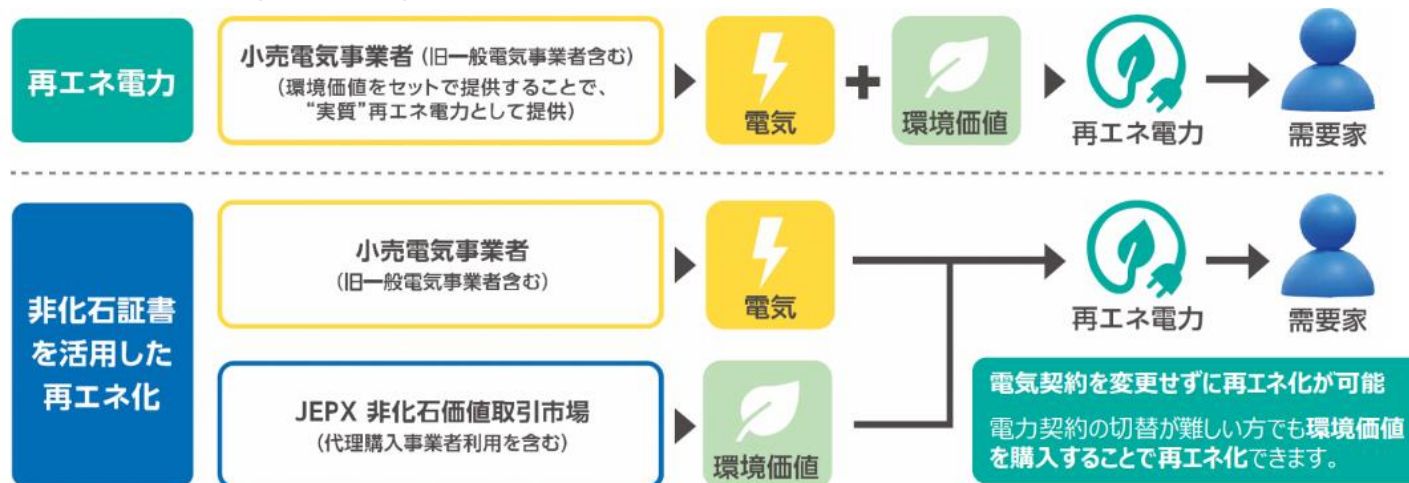 再エネ電力
小売電気事業者（旧一般電気事業者含む）
（環境価値をセットで提供することで、
“実質”再エネ電力として提供）
電気
環境価値
再エネ電力
需要家
非化石証書
を活用した
再エネ化
小売電気事業者
（旧一般電気事業者含む）
電気
JEPX 非化石価値取引市場
（代理購入事業者利用を含む）
環境価値
再エネ電力
需要家
電気契約を変更せずに再エネ化が可能
電力契約の切替が難しい方でも環境価値
を購入することで再エネ化できます。